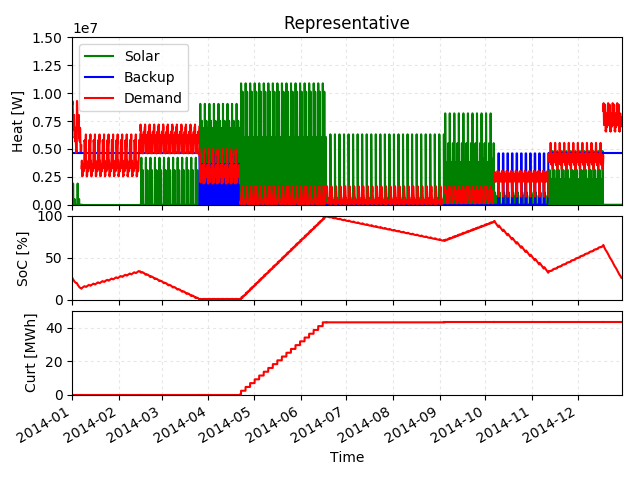 Representative
1e7
1.50
1.25
1.00
0.75
0.50
0.25
0.00
Heat [W]
Solar
Backup
Demand
100
50
0
SoC [%]
40
20
0
Curt [MWh]
2014-01
2014-02
2014-03
2014-04
2014-05
2014-06
2014-07
2014-08
2014-09
2014-10
2014-11
2014-12
Time